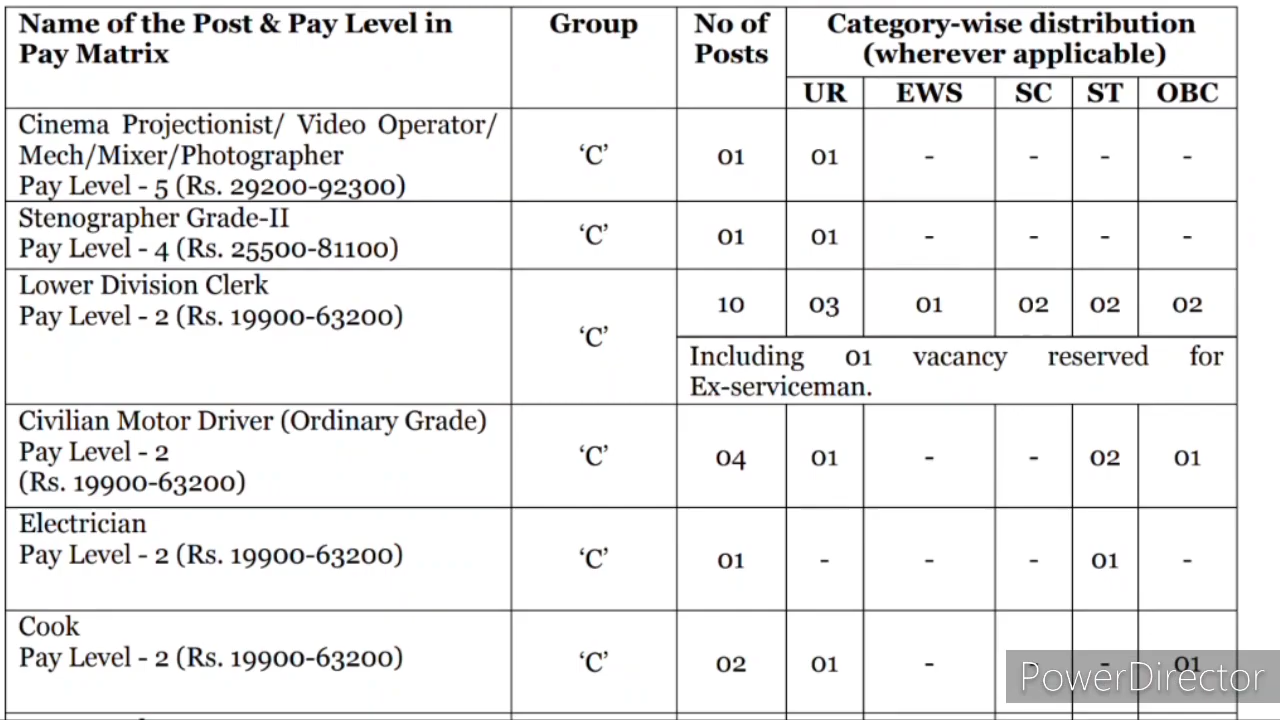 Name of the Post & Pay Level in
Pay Matrix
Group
No of
Posts
Category-wise distribution
(wherever applicable)
UR EWS SC ST OBC
Cinema Projectionist/ Video Operator/
Mech/Mixer/Photographer
Pay Level - 5 (Rs. 29200-92300)
‘C’ 01 01 - - - -
Stenographer Grade-II
Pay Level - 4 (Rs. 25500-81100)
‘C’ 01 01 - - - -
Lower Division Clerk
Pay Level - 2 (Rs. 19900-63200)
‘C’
10 03 01 02 02 02
Including 01 vacancy reserved for
Ex-serviceman.
Civilian Motor Driver (Ordinary Grade)
Pay Level - 2
(Rs. 19900-63200)
‘C’ 04 01 - - 02 01
Electrician
Pay Level - 2 (Rs. 19900-63200)
‘C’ 01 - - - 01 -
Cook
Pay Level - 2 (Rs. 19900-63200)
‘C’ 02 01 - - - 01
PowerDirector